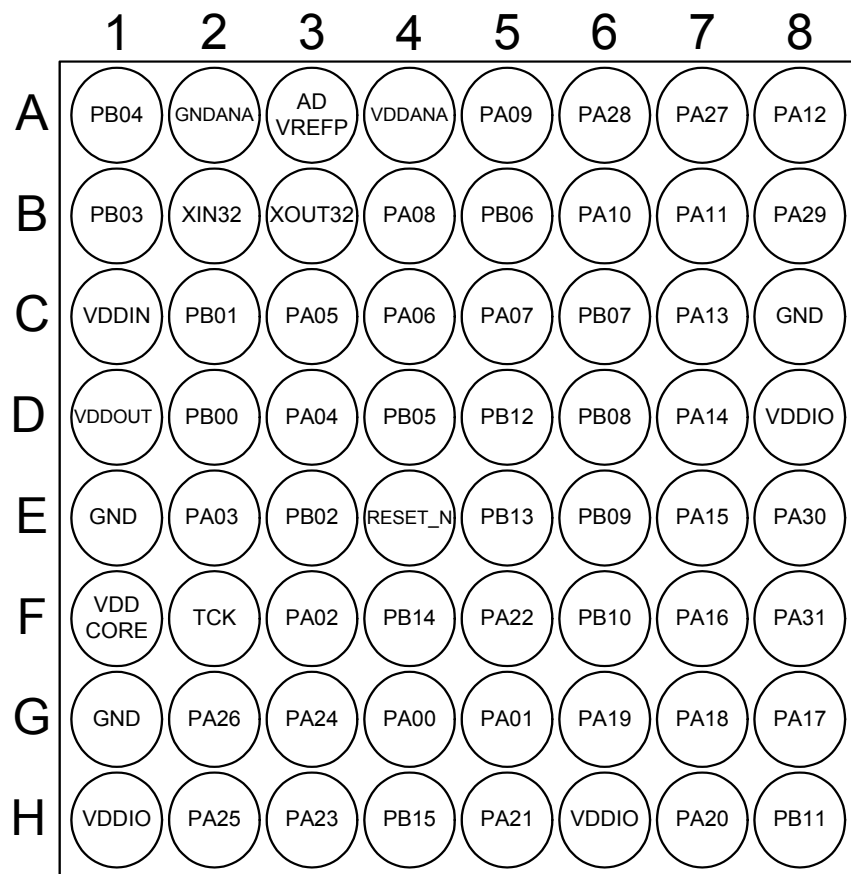 1 2 3 4 5 6 7 8
A PB04 GNDANA AD VREFP VDDANA PA09 PA28 PA27 PA12
B PB03 XIN32 XOUT32 PA08 PB06 PA10 PA11 PA29
C VDDIN PB01 PA05 PA06 PA07 PB07 PA13 GND
D VDDOUT PB00 PA04 PB05 PB12 PB08 PA14 VDDIO
E GND PA03 PB02 RESET_N PB13 PB09 PA15 PA30
F VDD CORE TCK PA02 PB14 PA22 PB10 PA16 PA31
G GND PA26 PA24 PA00 PA01 PA19 PA18 PA17
H VDDIO PA25 PA23 PB15 PA21 VDDIO PA20 PB11